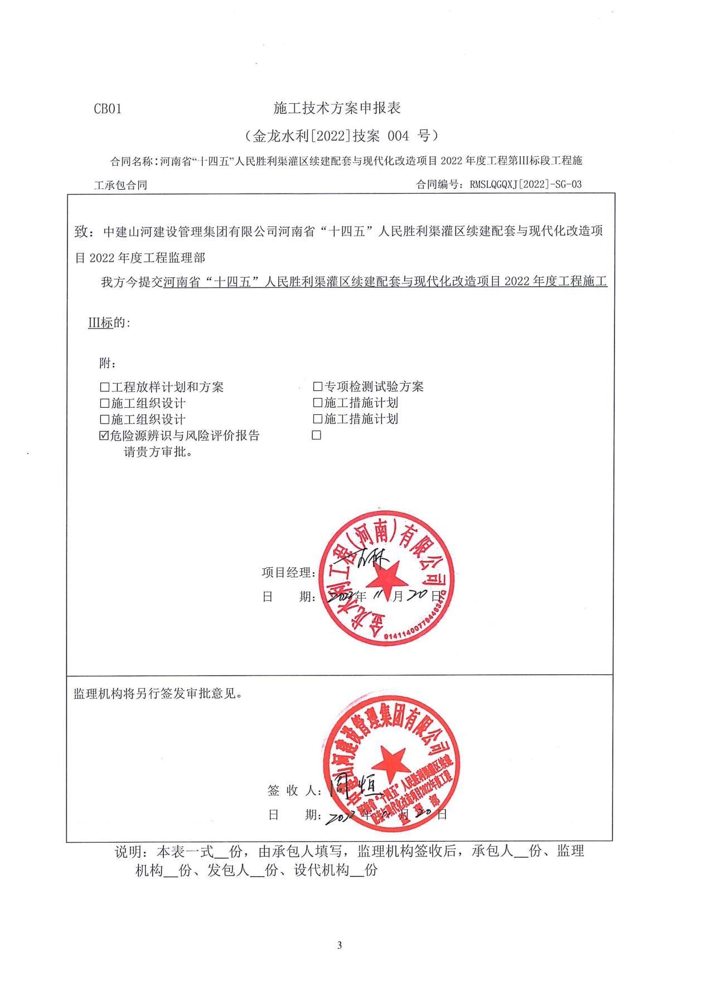 CB01 施工技术方案申报表
（金龙水利[2022]技案 004 号）
合同名称：河南省“十四五”人民胜利渠灌区续建配套与现代化改造项目 2022 年度工程第III标段工程施
工承包合同 合同编号：RMSLQGQXJ[2022]-SG-03
致：中建山河建设管理集团有限公司河南省“十四五”人民胜利渠灌区续建配套与现代化改造项
目 2022 年度工程监理部
我方今提交河南省“十四五”人民胜利渠灌区续建配套与现代化改造项目 2022 年度工程施工
III标的：
附：
□工程放样计划和方案 □专项检测试验方案
□施工组织设计 □施工措施计划
□施工组织设计 □施工措施计划
☑危险源辨识与风险评价报告 □
请贵方审批。
金龙水利工程（河南）有限公司
项目经理：
日 期：2022年 11 月 20 日
监理机构将另行签发审批意见。
中建山河建设管理集团有限公司
河南省“十四五”人民胜利渠灌区续建
配套与现代化改造项目2022年度工程
监理部
签 收 人：周恒
日 期：2022 年 11 月 20 日
说明：本表一式__份，由承包人填写，监理机构签收后，承包人__份、监理
机构__份、发包人__份、设代机构__份
3